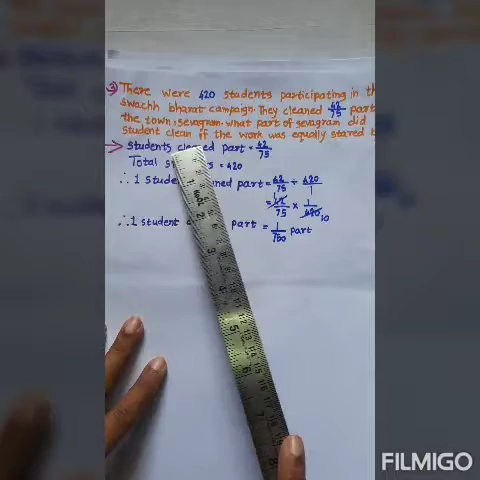 There were 420 students participating in th
swachh bharat campaign. They cleaned 42/75 part
the town, sevagram. what part of sevagram did
student clean if the work was equally stared
→ students cleaned part = 42/75
Total = 420
∴ 1 student part = 42/75 ÷ 420/1
= 42/75 × 1/420 10
∴ 1 student part = 1/750 part
FILMIGO